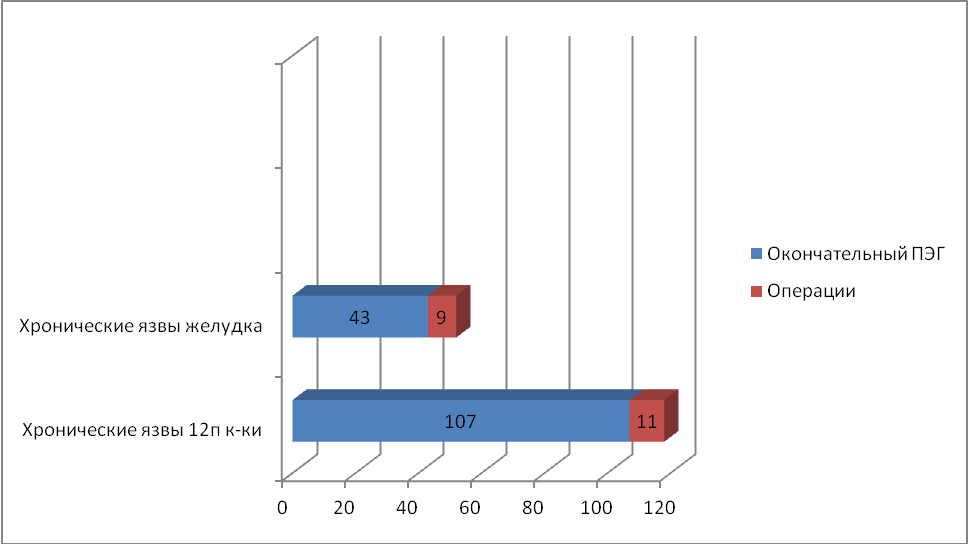 Хронические язвы желудка
43
9
Хронические язвы 12п к-ки
107
11
0 20 40 60 80 100 120
Окончательный ПЭГ
Операции